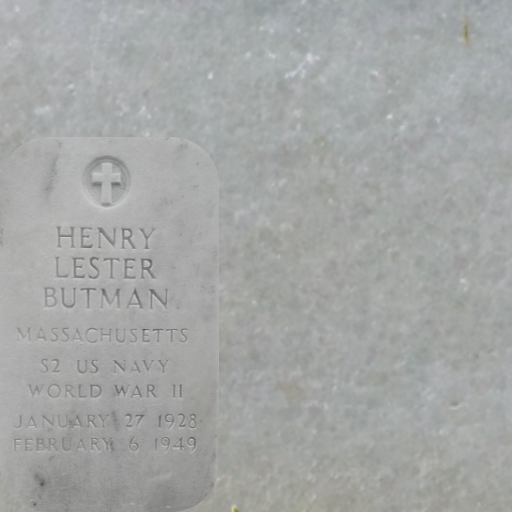 HENRY
LESTER
BUTMAN
MASSACHUSETTS
S2 US NAVY
WORLD WAR II
JANUARY 27 1928
FEBRUARY 6 1949